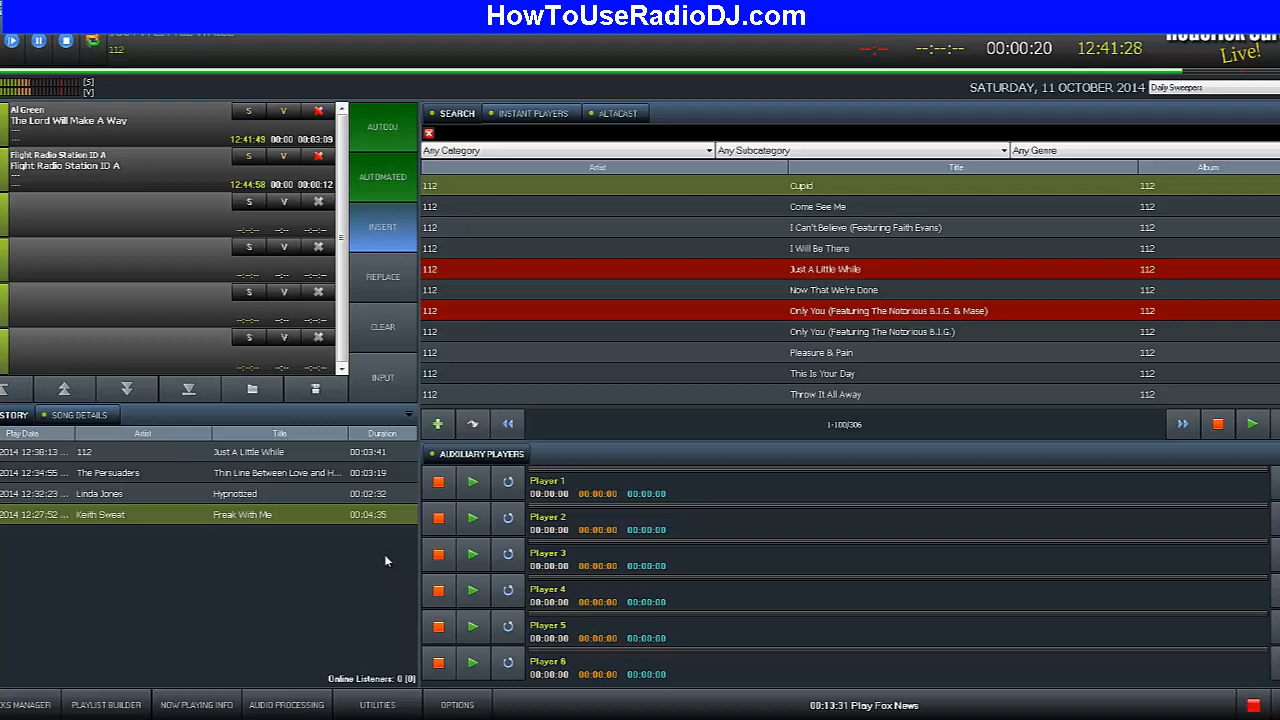 HowToUseRadioDJ.com
112
--:-- --:--:-- 00:00:20 12:41:28
Live!
[S]
[V]
SATURDAY, 11 OCTOBER 2014 Daily Sweepers
Al Green S V
The Lord Will Make A Way
---
--- 12:41:49 00:00 00:03:09
Flight Radio Station ID A S V
Flight Radio Station ID A
---
--- 12:44:58 00:00 00:00:12
S V
--:-- --:-- --:--:--
S V
--:-- --:-- --:--:--
S V
--:-- --:-- --:--:--
S V
--:-- --:-- --:--:--
AUTODJ
AUTOMATED
INSERT
REPLACE
CLEAR
INPUT
SEARCH INSTANT PLAYERS ALTACAST
Any Category Any Subcategory Any Genre
Artist Title Album
112 Cupid 112
112 Come See Me 112
112 I Can't Believe (Featuring Faith Evans) 112
112 I Will Be There 112
112 Just A Little While 112
112 Now That We're Done 112
112 Only You (Featuring The Notorious B.I.G. & Mase) 112
112 Only You (Featuring The Notorious B.I.G.) 112
112 Pleasure & Pain 112
112 This Is Your Day 112
112 Throw It All Away 112
1-100/306
STORY SONG DETAILS
Play Date Artist Title Duration
2014 12:38:13 ... 112 Just A Little While 00:03:41
2014 12:34:55 ... The Persuaders Thin Line Between Love and H... 00:03:19
2014 12:32:23 ... Linda Jones Hypnotized 00:02:32
2014 12:27:52 ... Keith Sweat Freak With Me 00:04:35
Online Listeners: 0 [0]
AUXILIARY PLAYERS
Player 1
00:00:00 00:00:00 00:00:00
Player 2
00:00:00 00:00:00 00:00:00
Player 3
00:00:00 00:00:00 00:00:00
Player 4
00:00:00 00:00:00 00:00:00
Player 5
00:00:00 00:00:00 00:00:00
Player 6
00:00:00 00:00:00 00:00:00
CKS MANAGER PLAYLIST BUILDER NOW PLAYING INFO AUDIO PROCESSING UTILITIES OPTIONS 00:13:31 Play Fox News